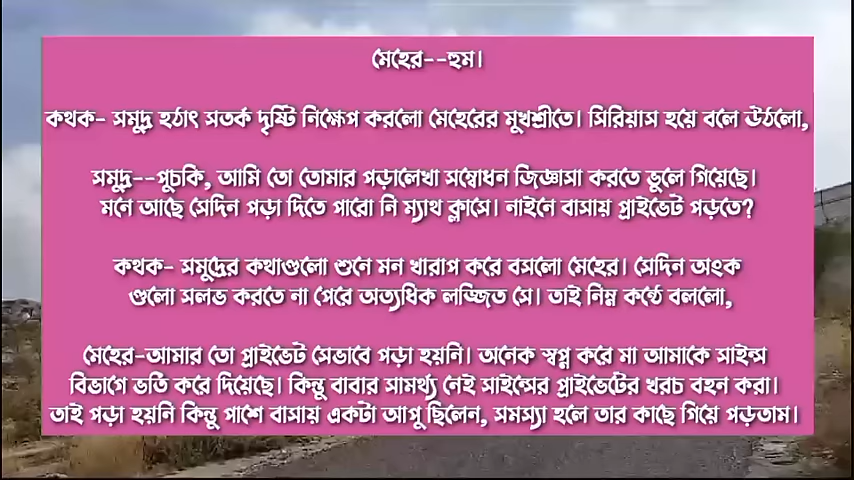 মেহের--হুম।
কথক- সমুদ্র হঠাৎ সতর্ক দৃষ্টি নিক্ষেপ করলো মেহেরের মুখশ্রীতে। সিরিয়াস হয়ে বলে উঠলো,
সমুদ্র--পুচকি, আমি তো তোমার পড়ালেখা সম্বোধন জিজ্ঞাসা করতে ভুলে গিয়েছে।
মনে আছে সেদিন পড়া দিতে পারো নি ম্যাথ ক্লাসে। নাইনে বাসায় প্রাইভেট পড়তে?
কথক- সমুদ্রের কথাগুলো শুনে মন খারাপ করে বসলো মেহের। সেদিন অংক
গুলো সলভ করতে না পেরে অত্যধিক লজ্জিত সে। তাই নিম্ন কন্ঠে বললো,
মেহের-আমার তো প্রাইভেট সেভাবে পড়া হয়নি। অনেক স্বপ্ন করে মা আমাকে সাইন্স
বিভাগে ভর্তি করে দিয়েছে। কিন্তু বাবার সামর্থ্য নেই সাইন্সের প্রাইভেটের খরচ বহন করা।
তাই পড়া হয়নি কিন্তু পাশে বাসায় একটা আপু ছিলেন, সমস্যা হলে তার কাছে গিয়ে পড়তাম।